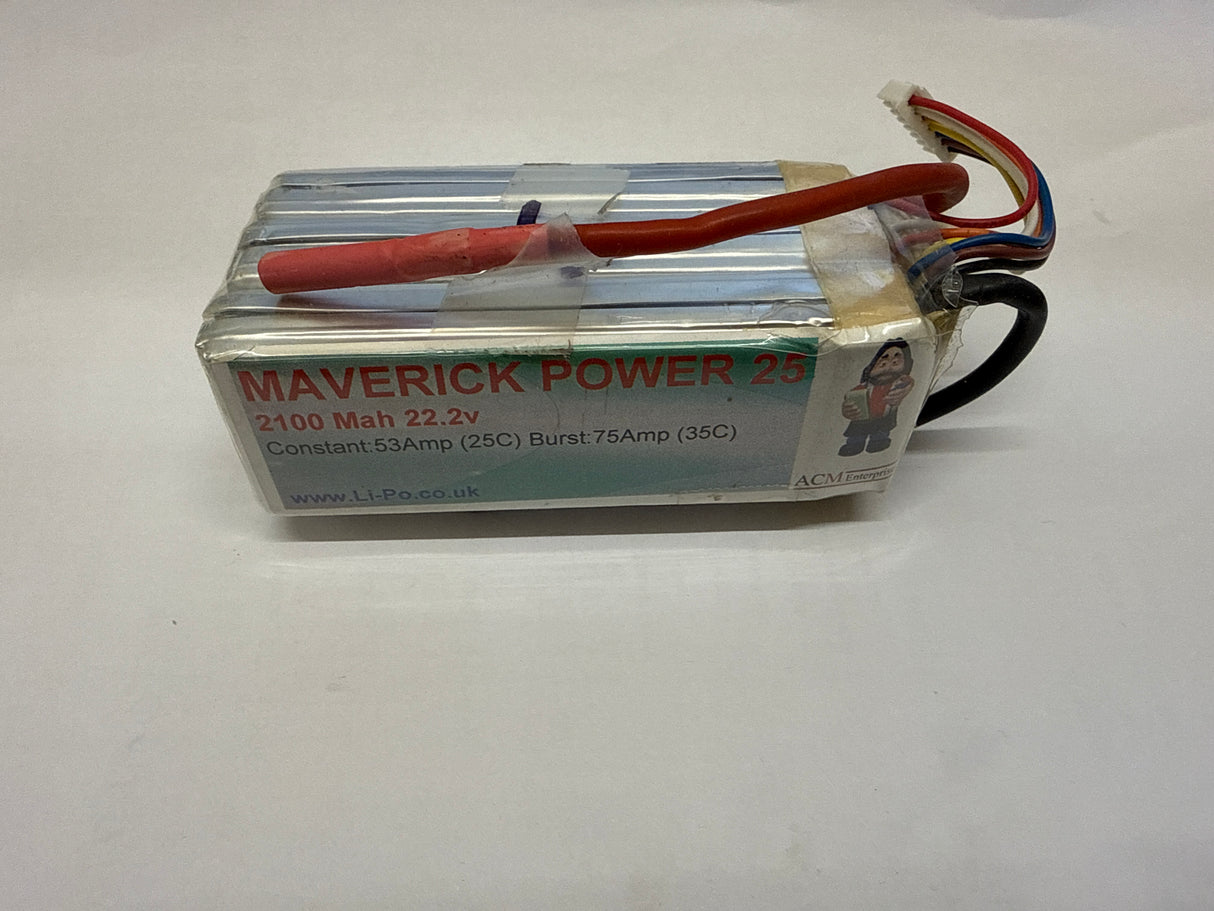 MAVERICK POWER 25
2100 Mah 22.2v
Constant:53Amp (25C) Burst:75Amp (35C)
www.Li-Po.co.uk
ACM Enterprise